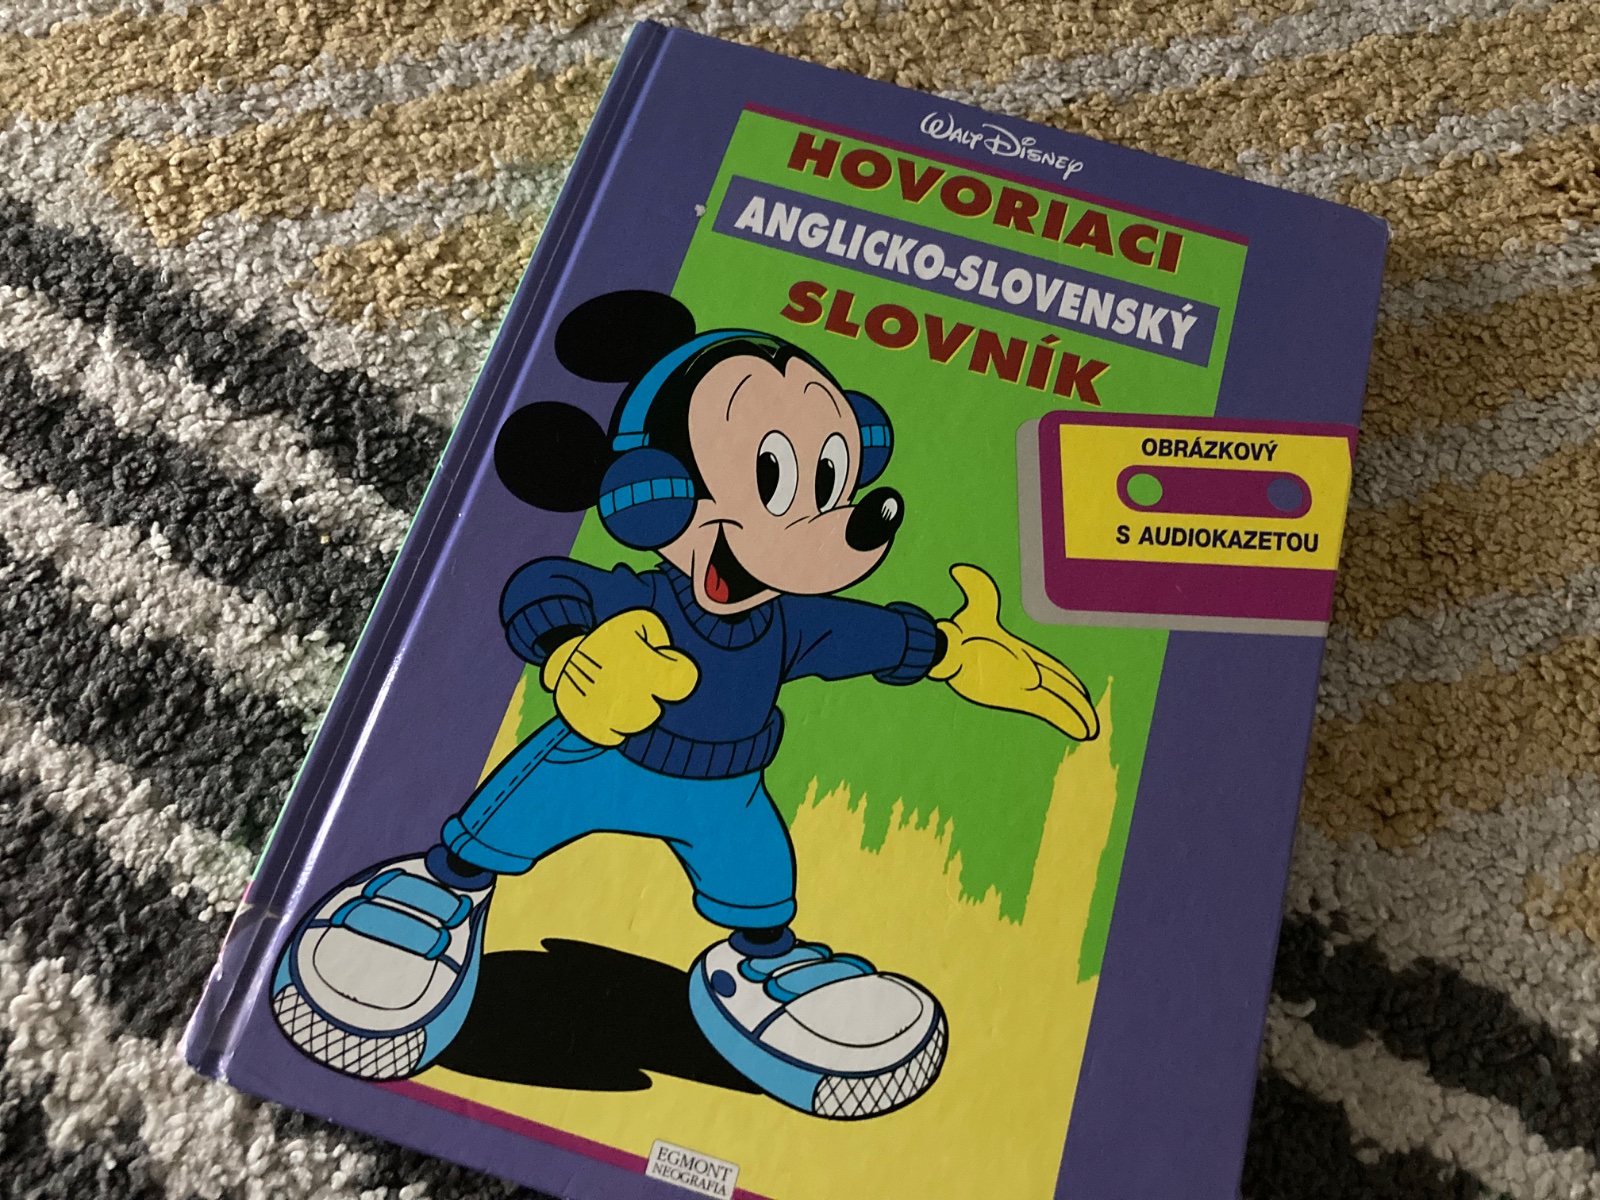 WALT DISNEY
HOVORIACI
ANGLICKO-SLOVENSKÝ
SLOVNÍK
OBRÁZKOVÝ
S AUDIOKAZETOU
EGMONT
NEOGRAFIA